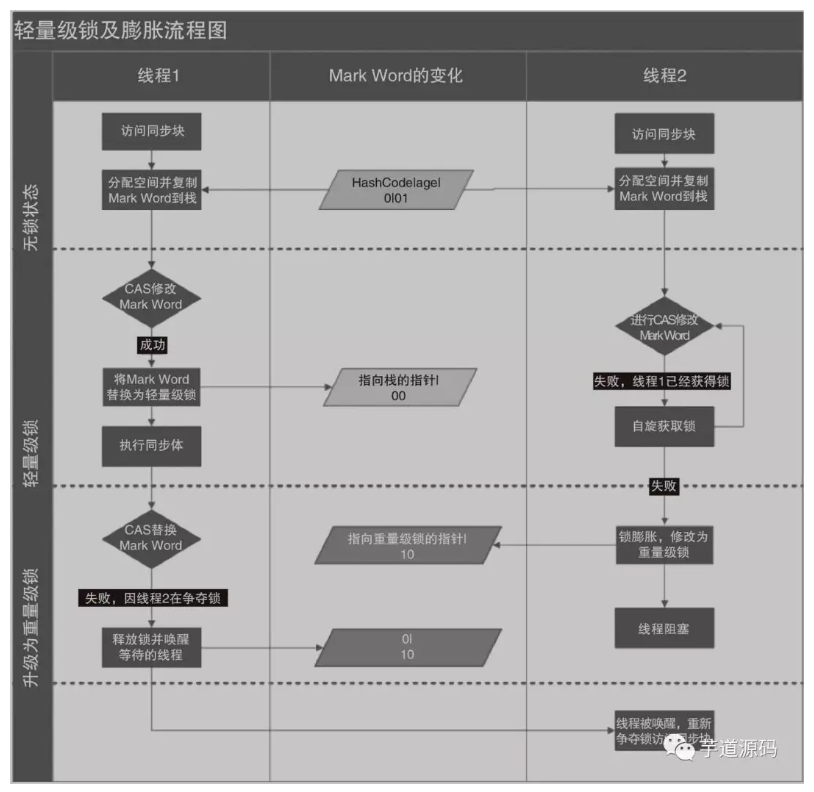 轻量级锁及膨胀流程图
线程1
Mark Word的变化
线程2
无锁状态
访问同步块
访问同步块
分配空间并复制
Mark Word到栈
HashCode|age|
0|01
分配空间并复制
Mark Word到栈
轻量级锁
CAS修改
Mark Word
进行CAS修改
MarkWord
成功
将Mark Word
替换为轻量级锁
指向栈的指针|
00
失败，线程1已经获得锁
自旋获取锁
执行同步体
失败
升级为重量级锁
CAS替换
Mark Word
指向重量级锁的指针|
10
锁膨胀，修改为
重量级锁
失败，因线程2在争夺锁
释放锁并唤醒
等待的线程
0|
10
线程阻塞
线程被唤醒，重新
争夺锁访同步块
芋道源码